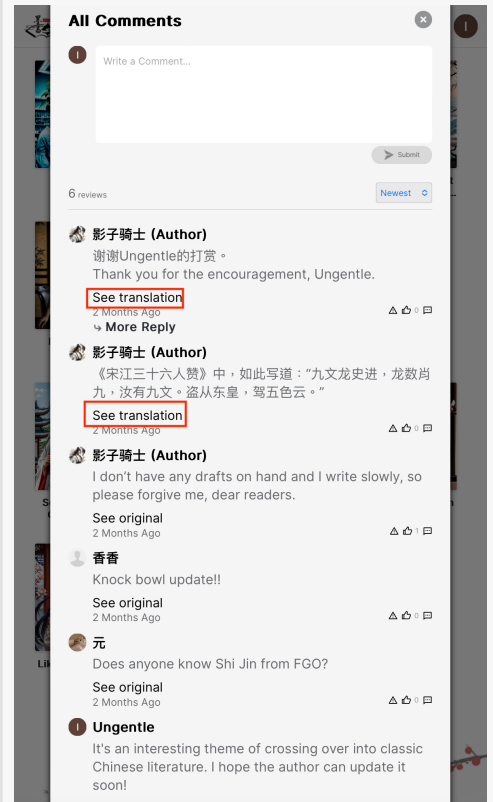 All Comments
I
I
Write a Comment...
Submit
6 reviews
Newest
影子骑士 (Author)
谢谢Ungentle的打赏。
Thank you for the encouragement, Ungentle.
See translation
2 Months Ago
0
More Reply
影子骑士 (Author)
《宋江三十六人赞》中，如此写道：“九文龙史进，龙数肖
九，汝有九文。盗从东皇，驾五色云。”
See translation
2 Months Ago
0
影子骑士 (Author)
I don't have any drafts on hand and I write slowly, so
please forgive me, dear readers.
See original
2 Months Ago
1
香香
Knock bowl update!!
See original
2 Months Ago
0
元
Does anyone know Shi Jin from FGO?
See original
2 Months Ago
0
I
Ungentle
It's an interesting theme of crossing over into classic
Chinese literature. I hope the author can update it
soon!